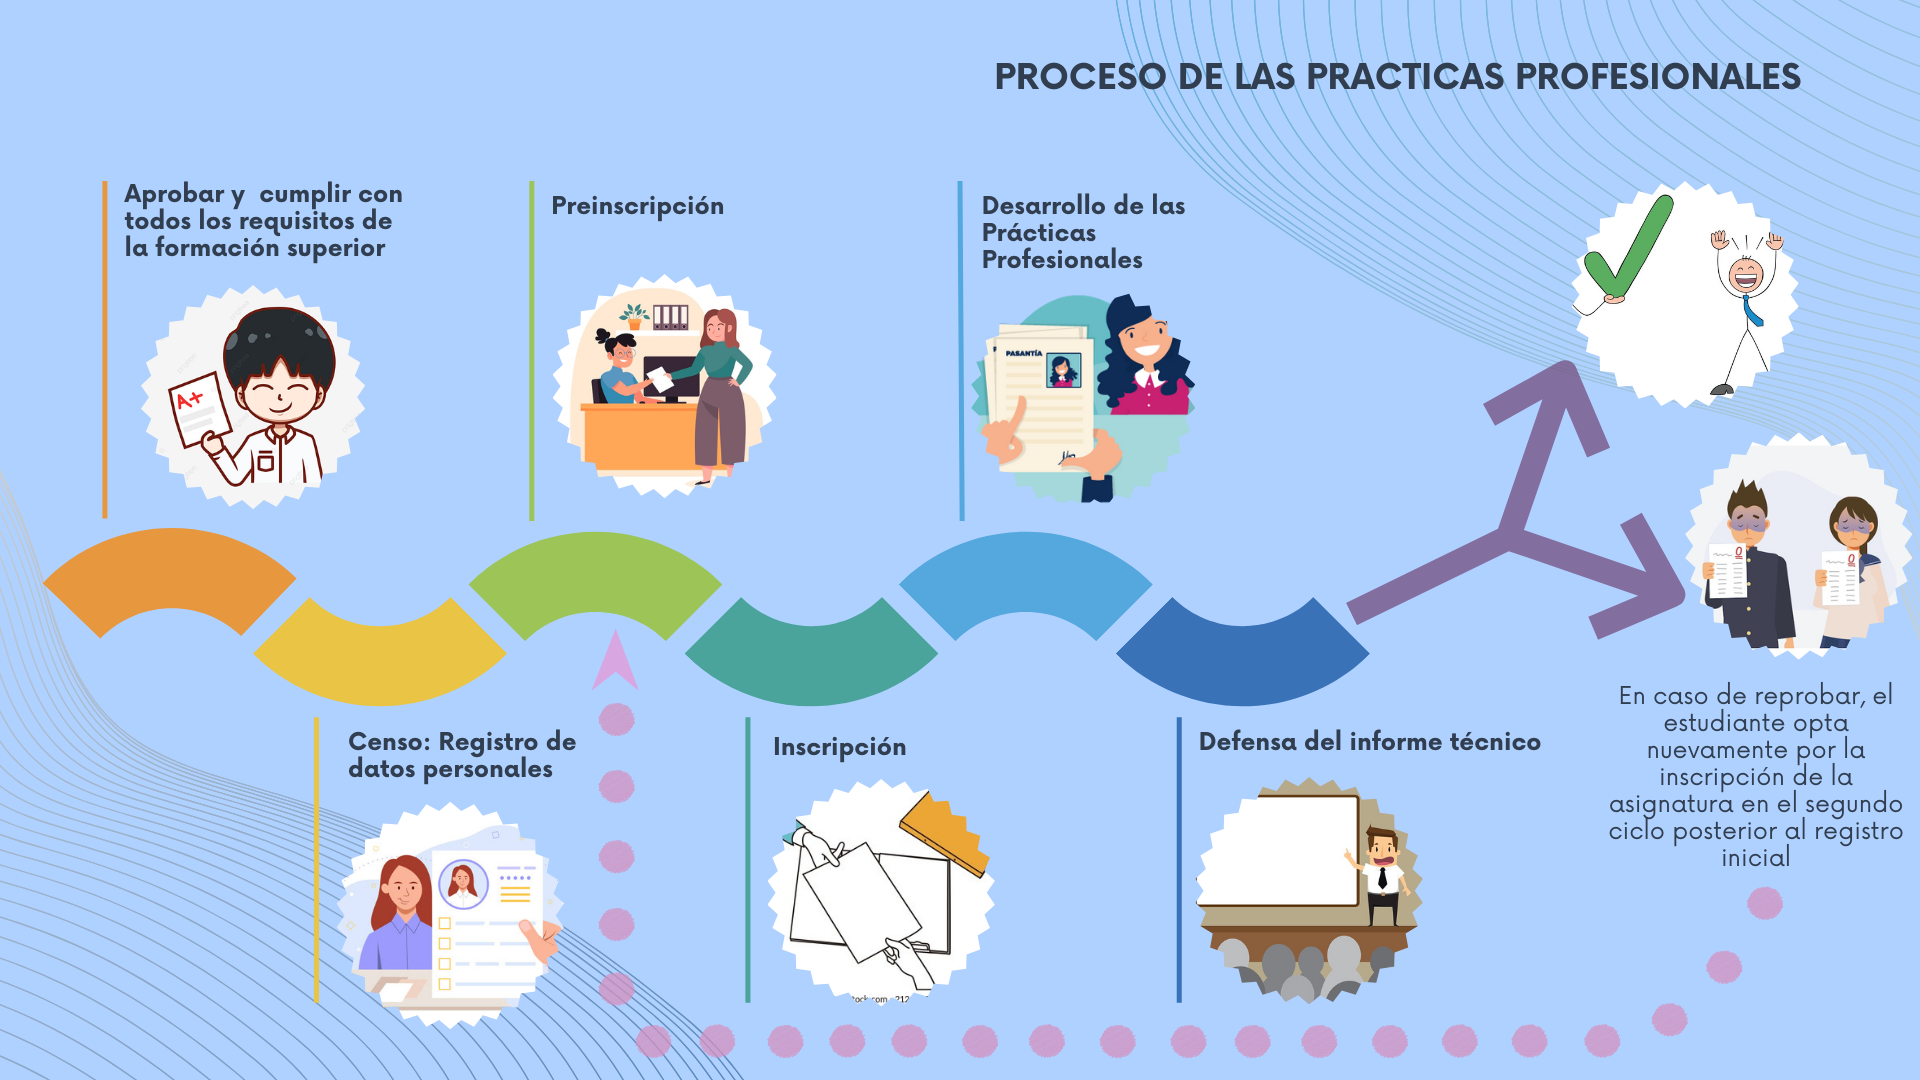 PROCESO DE LAS PRACTICAS PROFESIONALES
Aprobar y cumplir con
todos los requisitos de
la formación superior
A+
Preinscripción
Desarrollo de las
Prácticas
Profesionales
PASANTÍA
Censo: Registro de
datos personales
Inscripción
Defensa del informe técnico
0
0
En caso de reprobar, el
estudiante opta
nuevamente por la
inscripción de la
asignatura en el segundo
ciclo posterior al registro
inicial